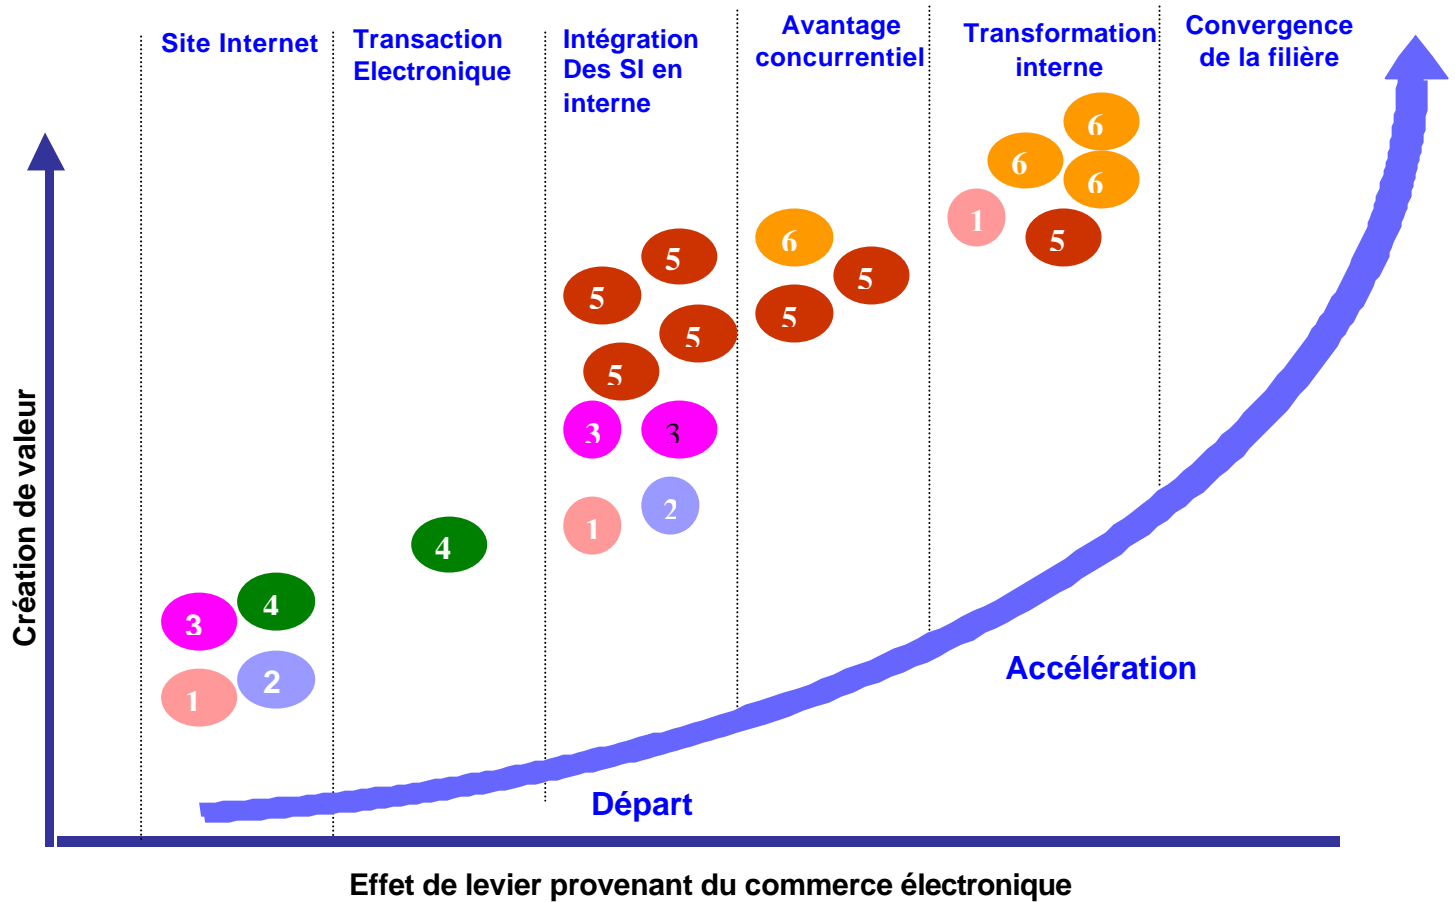 Site Internet
Transaction
Electronique
Intégration
Des SI en
interne
Avantage
concurrentiel
Transformation
interne
Convergence
de la filière
6
6
6
1
5
6
5
5
5
5
5
5
3
3
1
2
4
3
4
1
2
Création de valeur
Accélération
Départ
Effet de levier provenant du commerce électronique